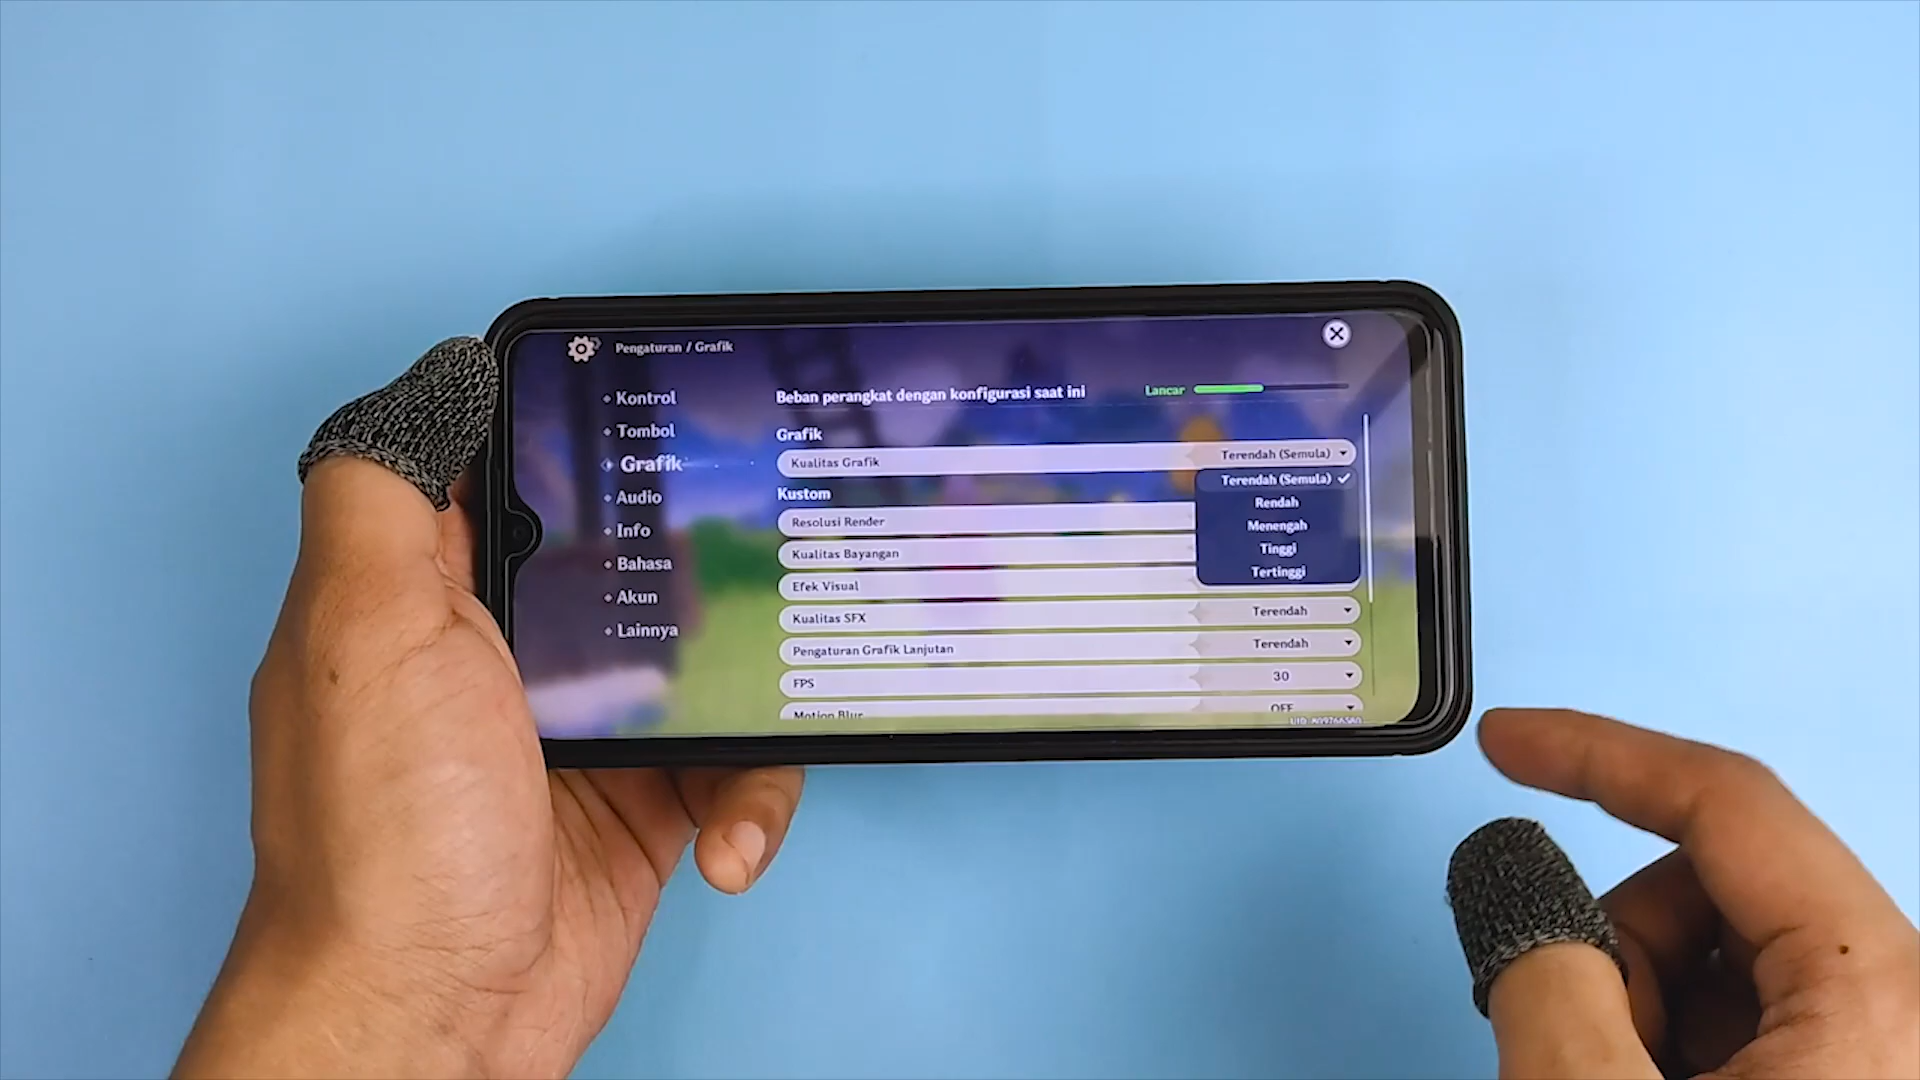 Pengaturan / Grafik
Kontrol
Tombol
Grafik
Audio
Info
Bahasa
Akun
Lainnya
Beban perangkat dengan konfigurasi saat ini
Lancar
Grafik
Kualitas Grafik
Terendah (Semula)
Terendah (Semula)
Rendah
Menengah
Tinggi
Tertinggi
Kustom
Resolusi Render
Kualitas Bayangan
Efek Visual
Kualitas SFX
Terendah
Pengaturan Grafik Lanjutan
Terendah
FPS
30
Motion Blur
OFF
UID: 809766580